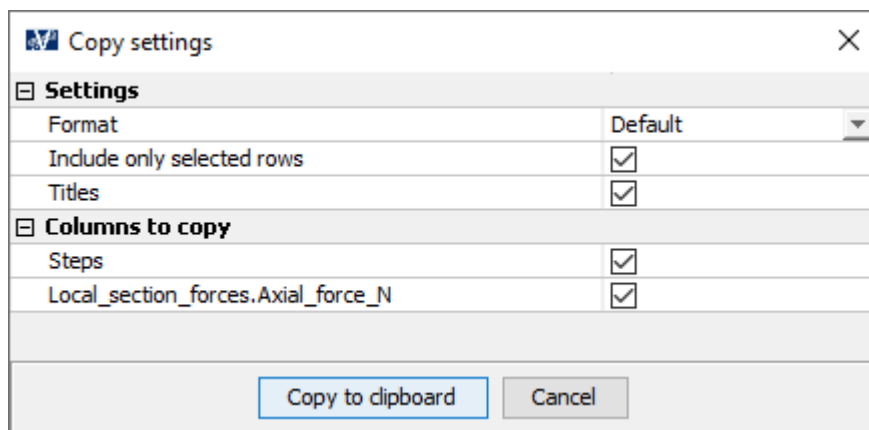 Copy settings
Settings
Format Default
Include only selected rows
Titles
Columns to copy
Steps
Local_section_forces.Axial_force_N
Copy to clipboard Cancel